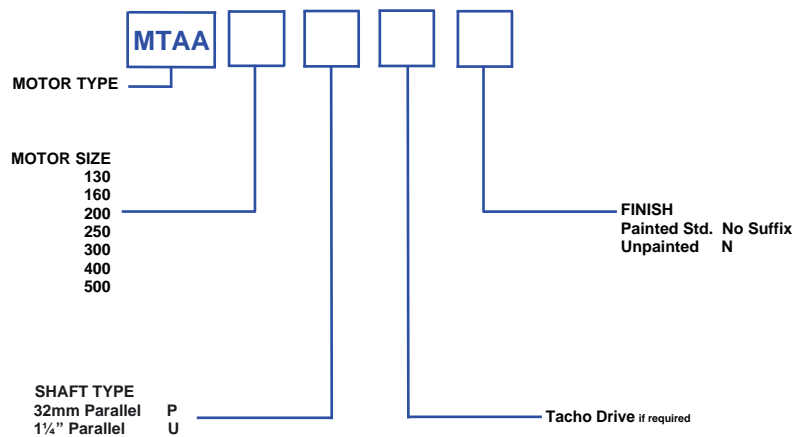 MTAA
MOTOR TYPE
MOTOR SIZE
130
160
200
250
300
400
500
FINISH
Painted Std. No Suffix
Unpainted N
SHAFT TYPE
32mm Parallel P
1¼” Parallel U
Tacho Drive if required